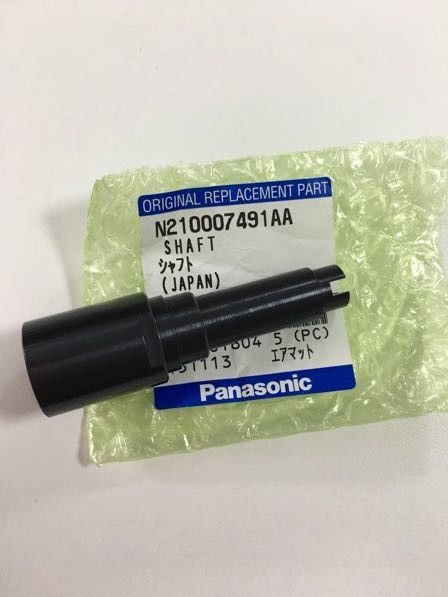 ORIGINAL REPLACEMENT PART
N210007491AA
SHAFT
シャフト
(JAPAN)
5 (PC)
エアマット
Panasonic